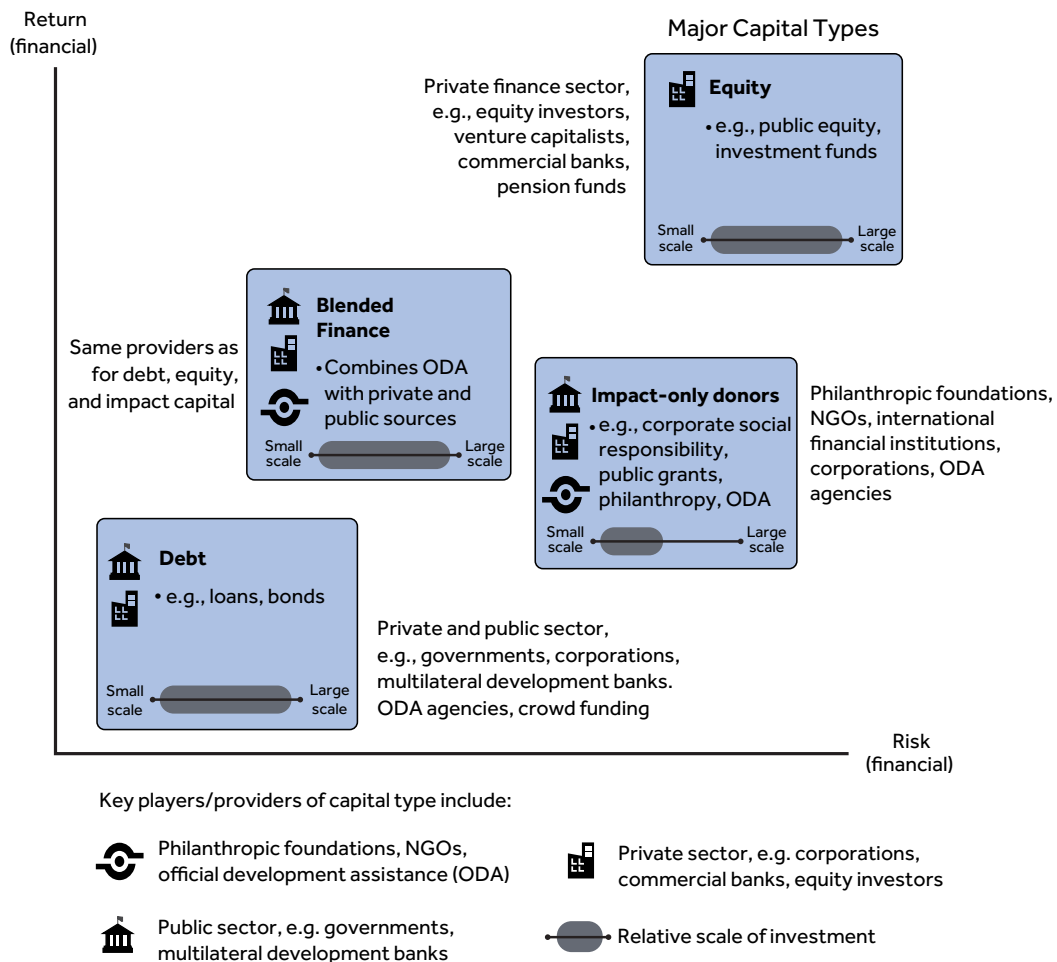 Return
(financial)
Major Capital Types
Private finance sector,
e.g., equity investors,
venture capitalists,
commercial banks,
pension funds
Equity
• e.g., public equity,
investment funds
Small
scale
Large
scale
Same providers as
for debt, equity,
and impact capital
Blended
Finance
• Combines ODA
with private and
public sources
Small
scale
Large
scale
Impact-only donors
• e.g., corporate social
responsibility,
public grants,
philanthropy, ODA
Small
scale
Large
scale
Philanthropic foundations,
NGOs, international
financial institutions,
corporations, ODA
agencies
Debt
• e.g., loans, bonds
Small
scale
Large
scale
Private and public sector,
e.g., governments, corporations,
multilateral development banks.
ODA agencies, crowd funding
Risk
(financial)
Key players/providers of capital type include:
Philanthropic foundations, NGOs,
official development assistance (ODA)
Private sector, e.g. corporations,
commercial banks, equity investors
Public sector, e.g. governments,
multilateral development banks
Relative scale of investment